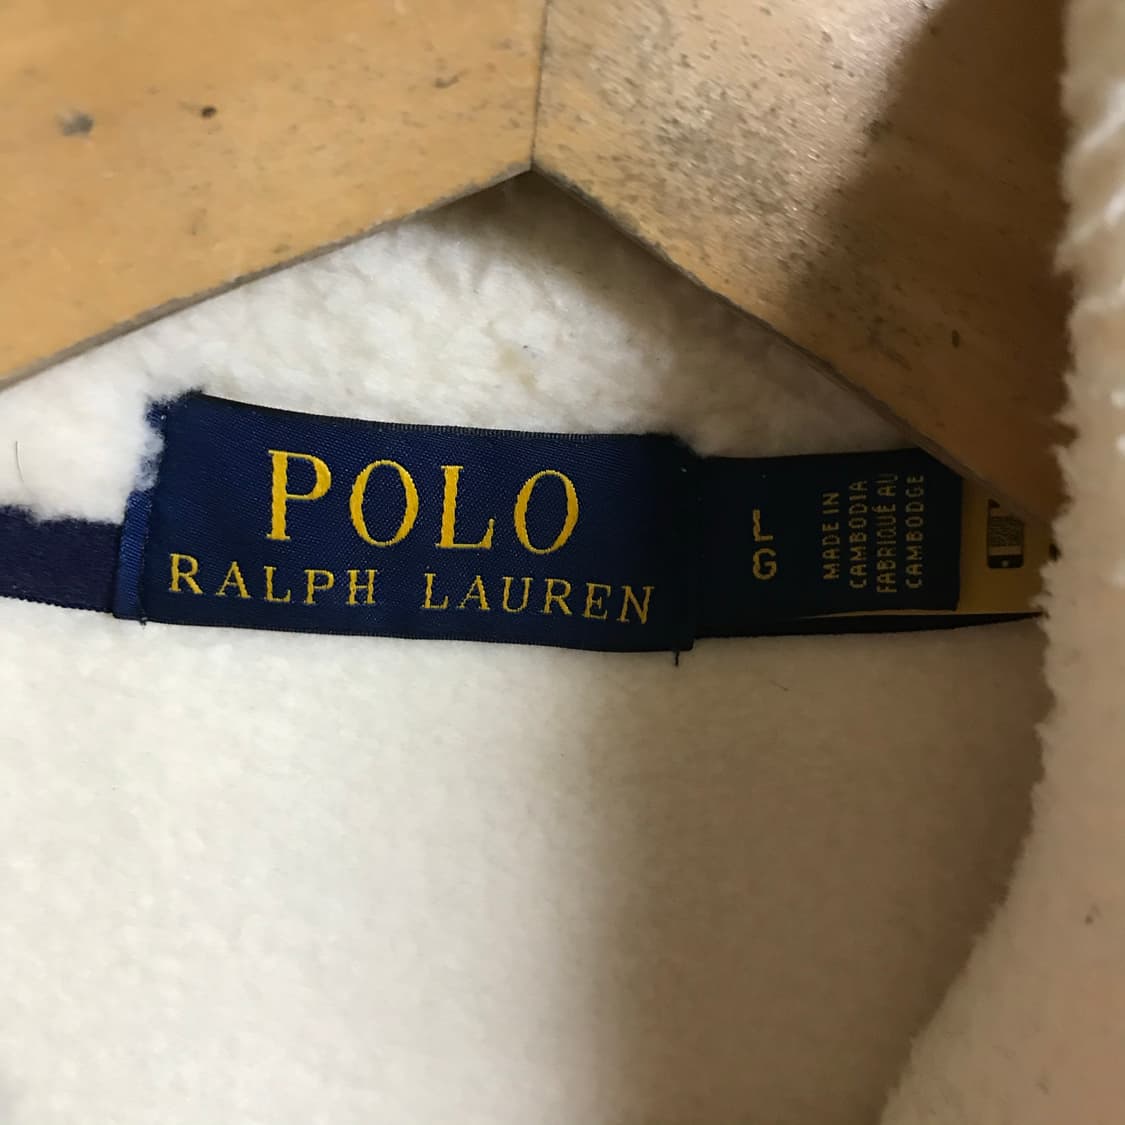 POLO
RALPH LAUREN
L
G
MADE IN
CAMBODIA
FABRIQUÉ AU
CAMBODGE